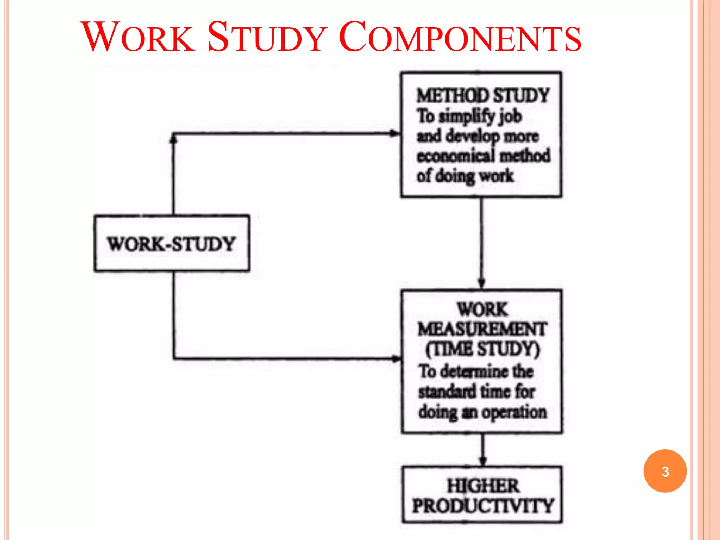 WORK STUDY COMPONENTS
METHOD STUDY
To simplify job
and develop more
economical method
of doing work
WORK-STUDY
WORK
MEASUREMENT
(TIME STUDY)
To determine the
standard time for
doing an operation
HIGHER
PRODUCTIVITY
3